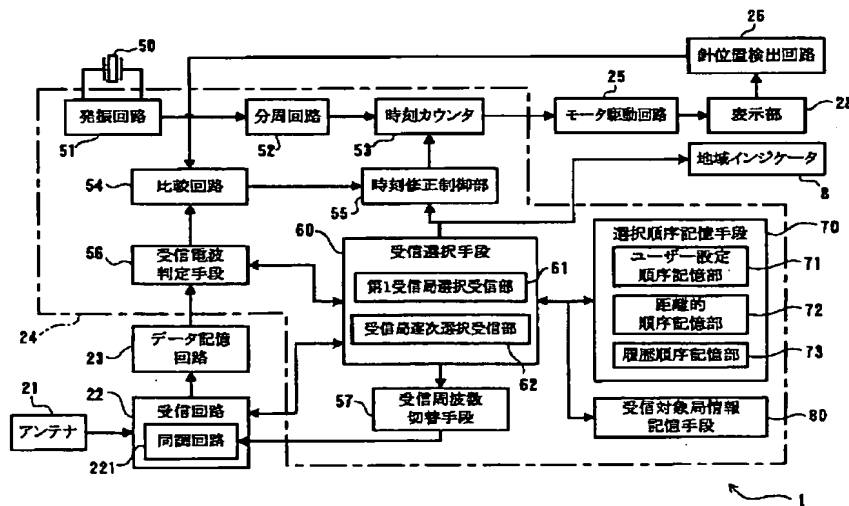 50
26
針位置検出回路
発振回路
51
分周回路
52
時刻カウンタ
53
25
モータ駆動回路
表示部
28
54
比較回路
時刻修正制御部
55
地域インジケータ
8
56
受信電波
判定手段
60
受信選択手段
第1受信局選択受信部
61
受信局逐次選択受信部
62
選択順序記憶手段
70
ユーザー設定
順序記憶部
71
距離的
順序記憶部
72
履歴順序記憶部
73
24
23
データ記憶
回路
21
アンテナ
22
受信回路
同調回路
221
57
受信周波数
切替手段
受信対象局情報
記憶手段
80
1